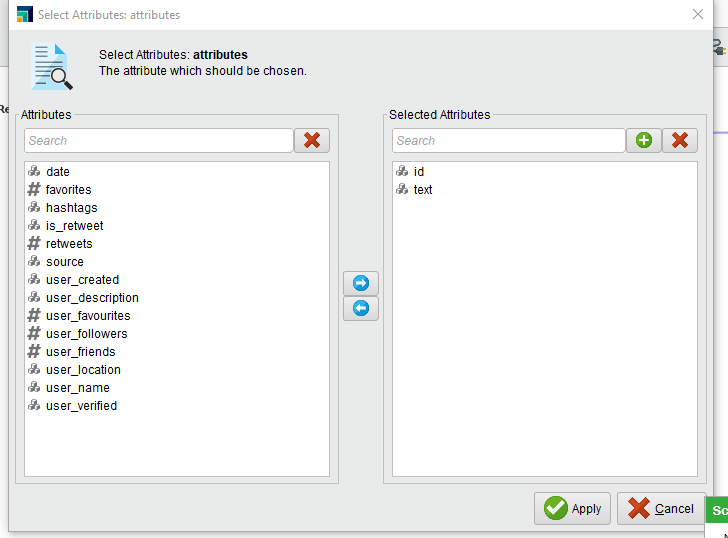 Select Attributes: attributes
Select Attributes: attributes
The attribute which should be chosen.
Re
Attributes
Selected Attributes
Search
Search
date
favorites
hashtags
is_retweet
retweets
source
user_created
user_description
user_favourites
user_followers
user_friends
user_location
user_name
user_verified
id
text
Apply
Cancel
Sc